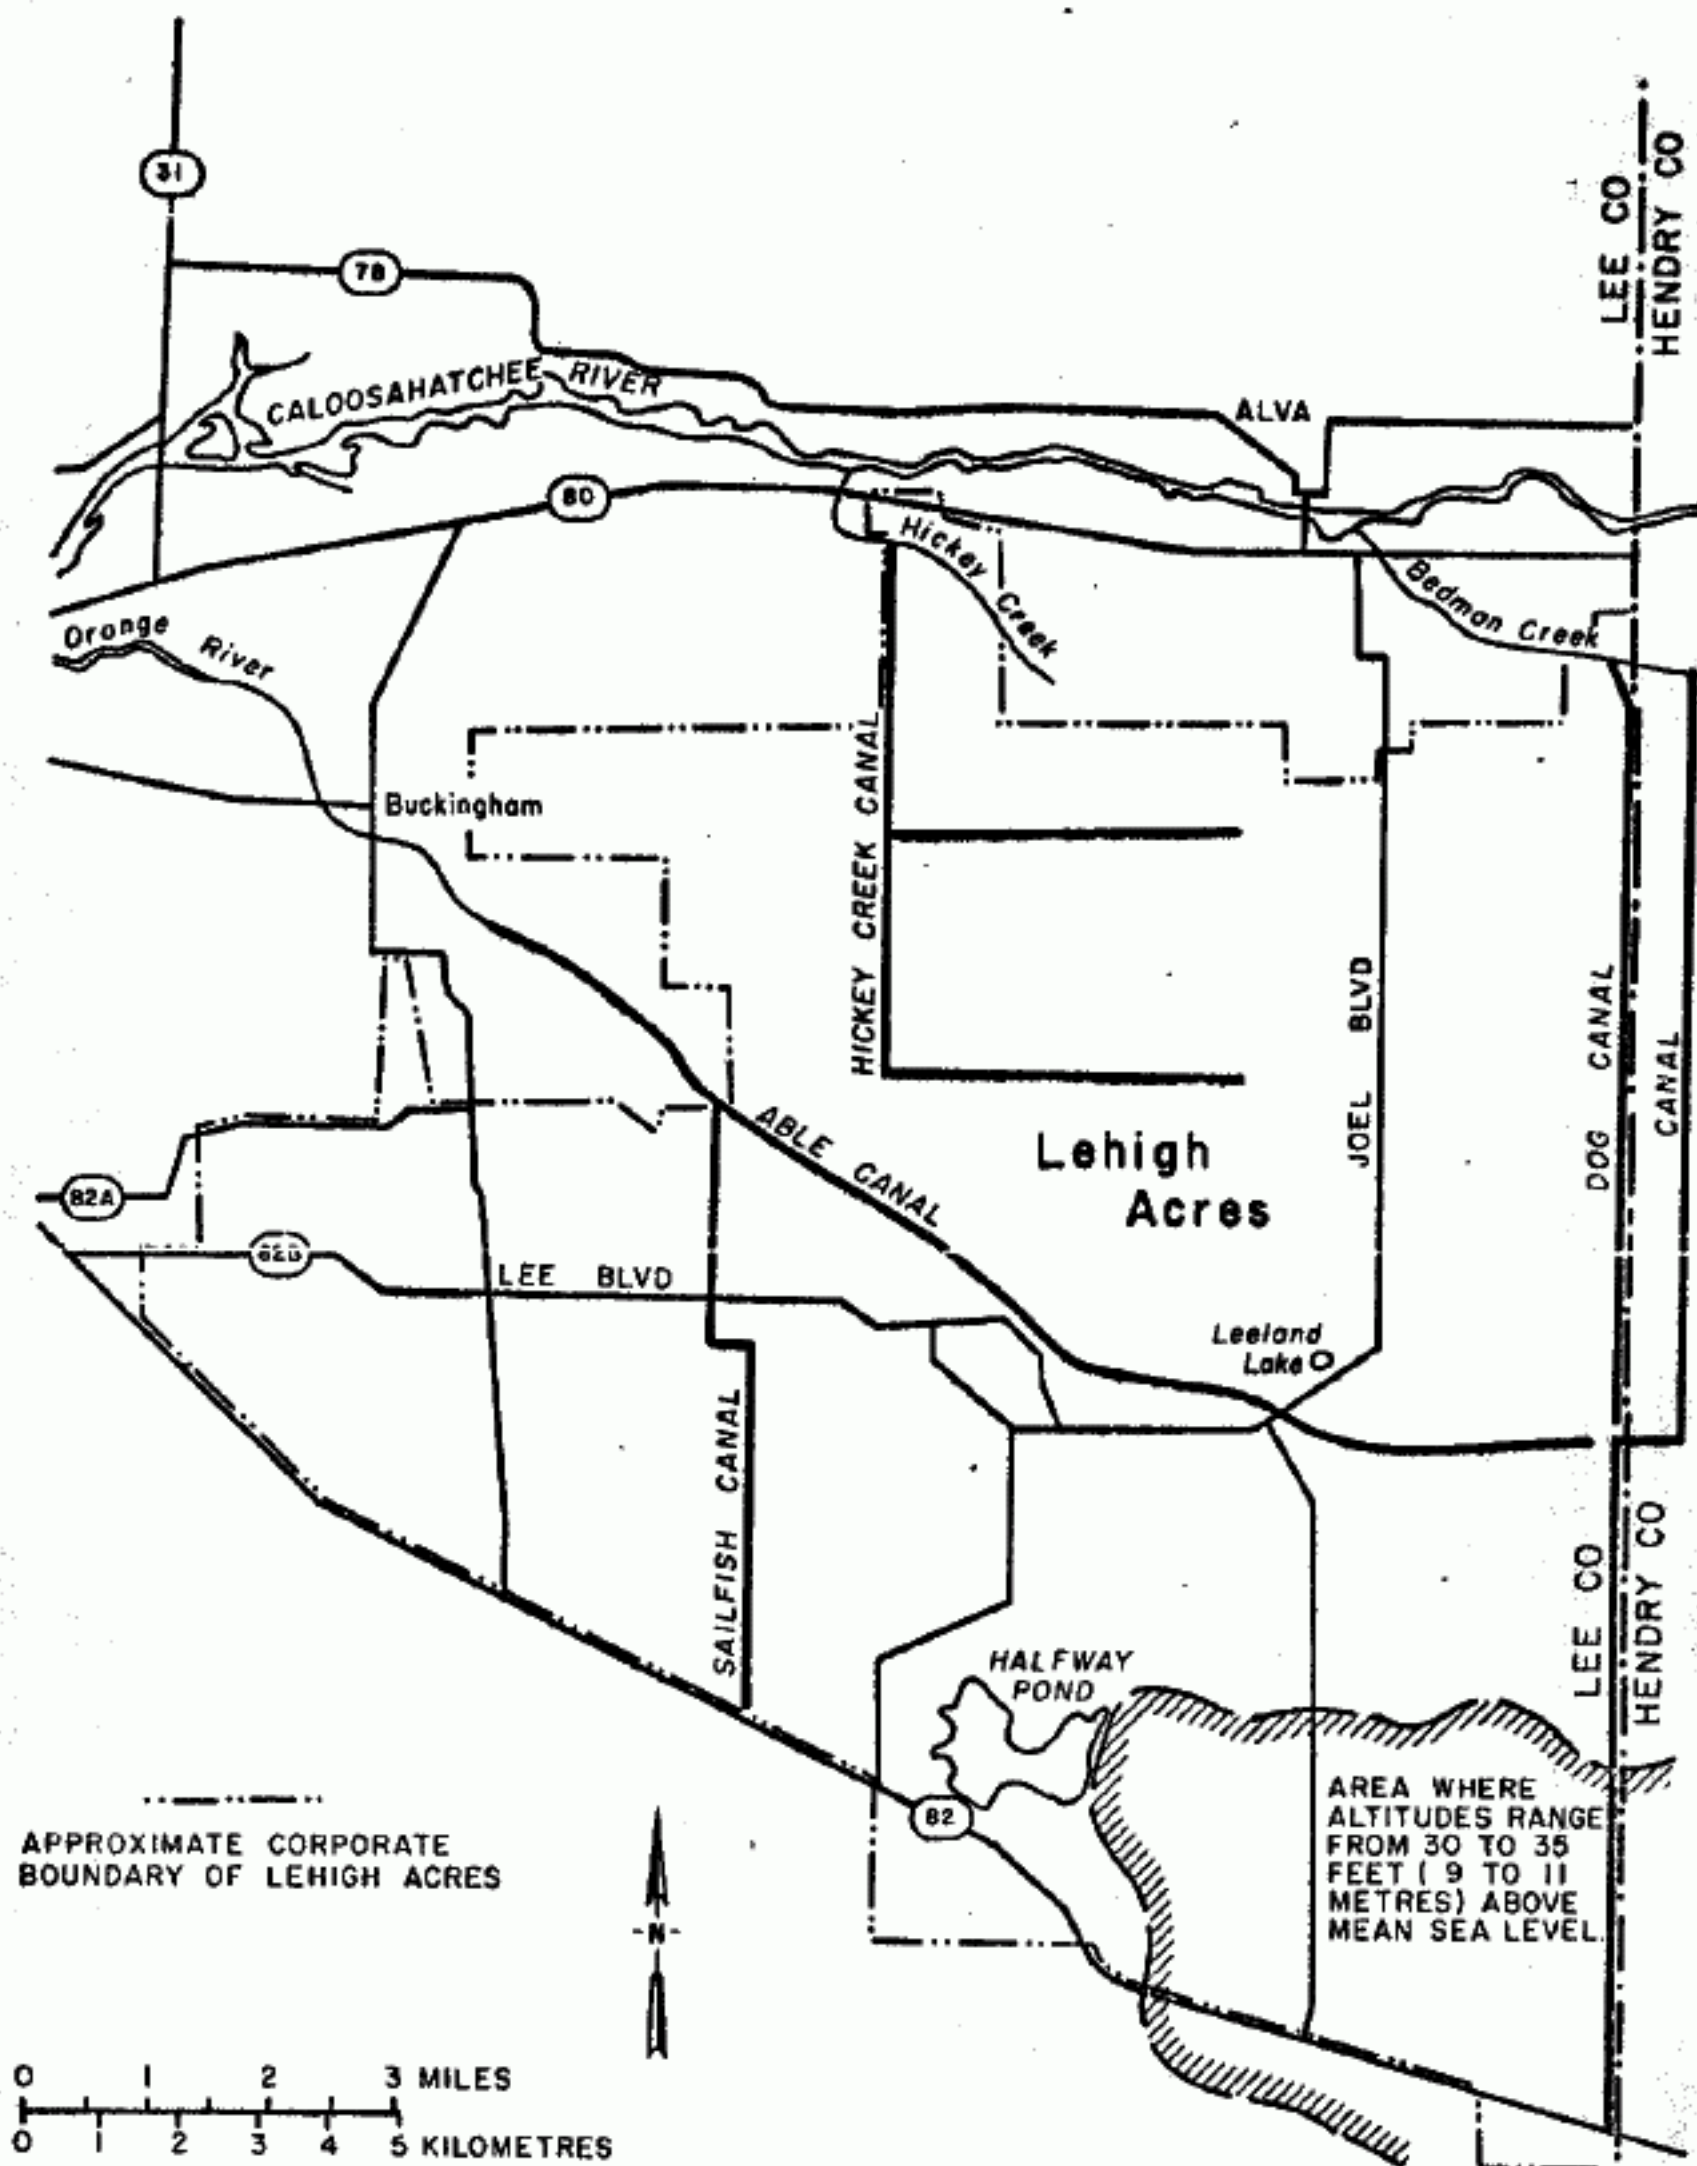 31
LEE CO
HENDRY CO
78
CALOOSAHATCHEE RIVER
ALVA
80
Hickey Creek
Bedman Creek
Orange River
Buckingham
HICKEY CREEK CANAL
JOEL BLVD
DOG CANAL
CANAL
ABLE CANAL
Lehigh
Acres
82A
82B
LEE BLVD
Leeland
Lake
SAILFISH CANAL
LEE CO
HENDRY CO
HALFWAY
POND
AREA WHERE
ALTITUDES RANGE
FROM 30 TO 35
FEET ( 9 TO 11
METRES) ABOVE
MEAN SEA LEVEL.
82
APPROXIMATE CORPORATE
BOUNDARY OF LEHIGH ACRES
-N-
0 1 2 3 MILES
0 1 2 3 4 5 KILOMETRES